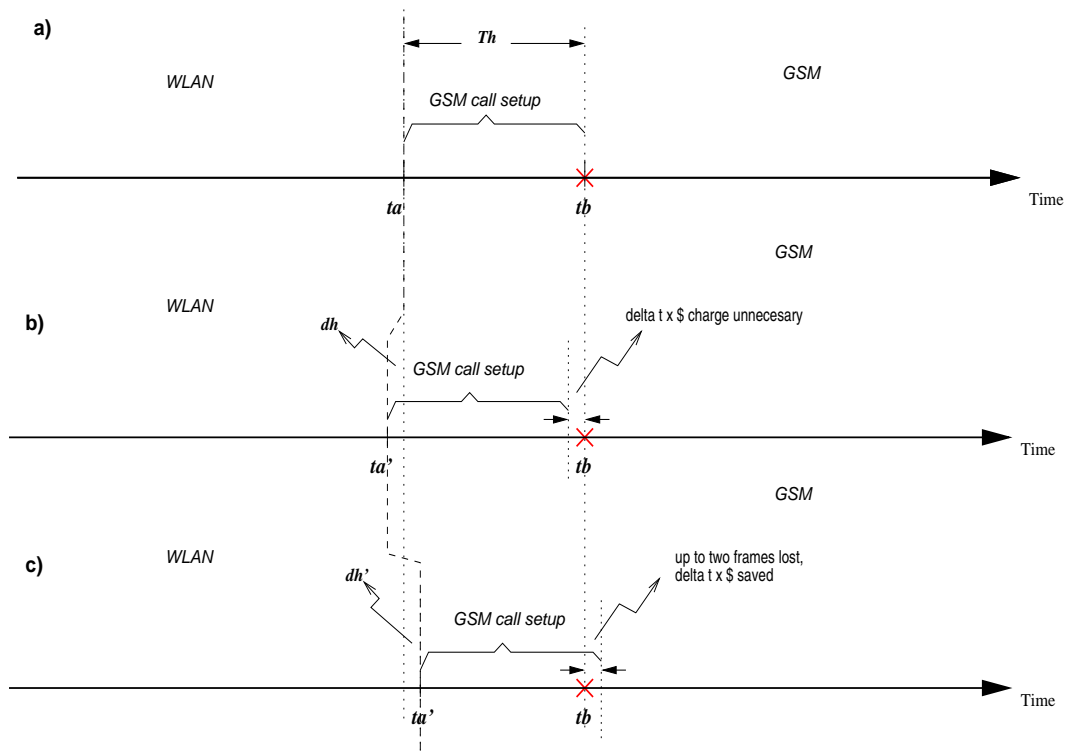 a)
Th
WLAN
GSM
GSM call setup
ta
tb
Time
GSM
WLAN
b)
dh
delta t x $ charge unnecesary
GSM call setup
ta'
tb
Time
GSM
WLAN
c)
up to two frames lost,
delta t x $ saved
dh'
GSM call setup
ta'
tb
Time